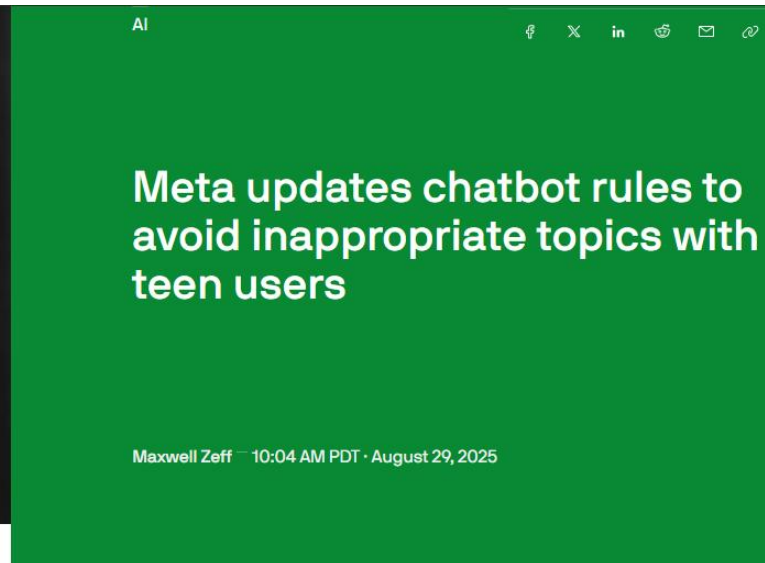 AI
Meta updates chatbot rules to
avoid inappropriate topics with
teen users
Maxwell Zeff — 10:04 AM PDT · August 29, 2025